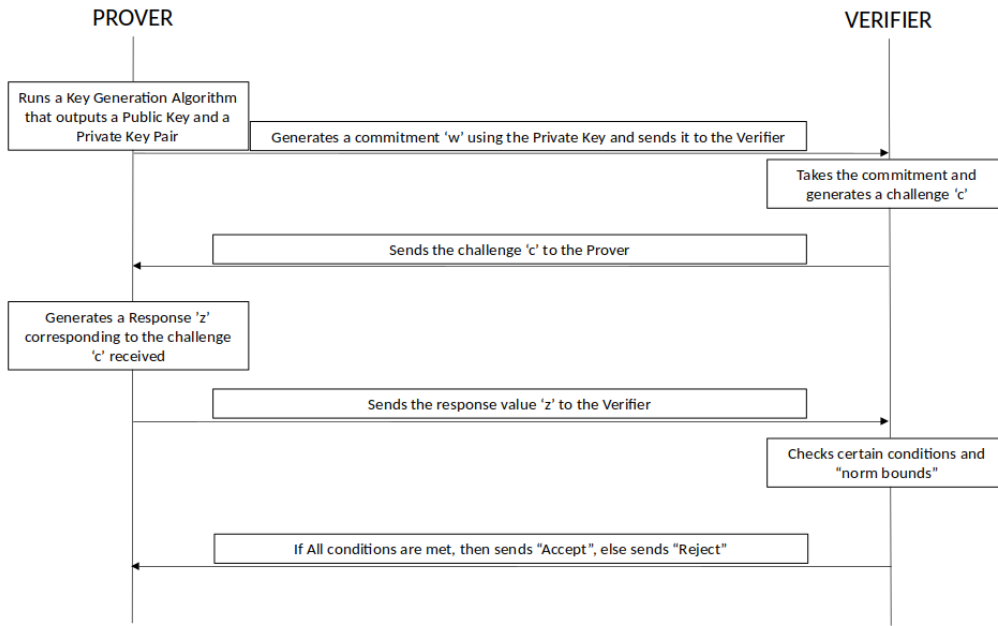 PROVER
VERIFIER
Runs a Key Generation Algorithm
that outputs a Public Key and a
Private Key Pair
Generates a commitment ‘w’ using the Private Key and sends it to the Verifier
Takes the commitment and
generates a challenge ‘c’
Sends the challenge ‘c’ to the Prover
Generates a Response ‘z’
corresponding to the challenge
‘c’ received
Sends the response value ‘z’ to the Verifier
Checks certain conditions and
“norm bounds”
If All conditions are met, then sends “Accept”, else sends “Reject”